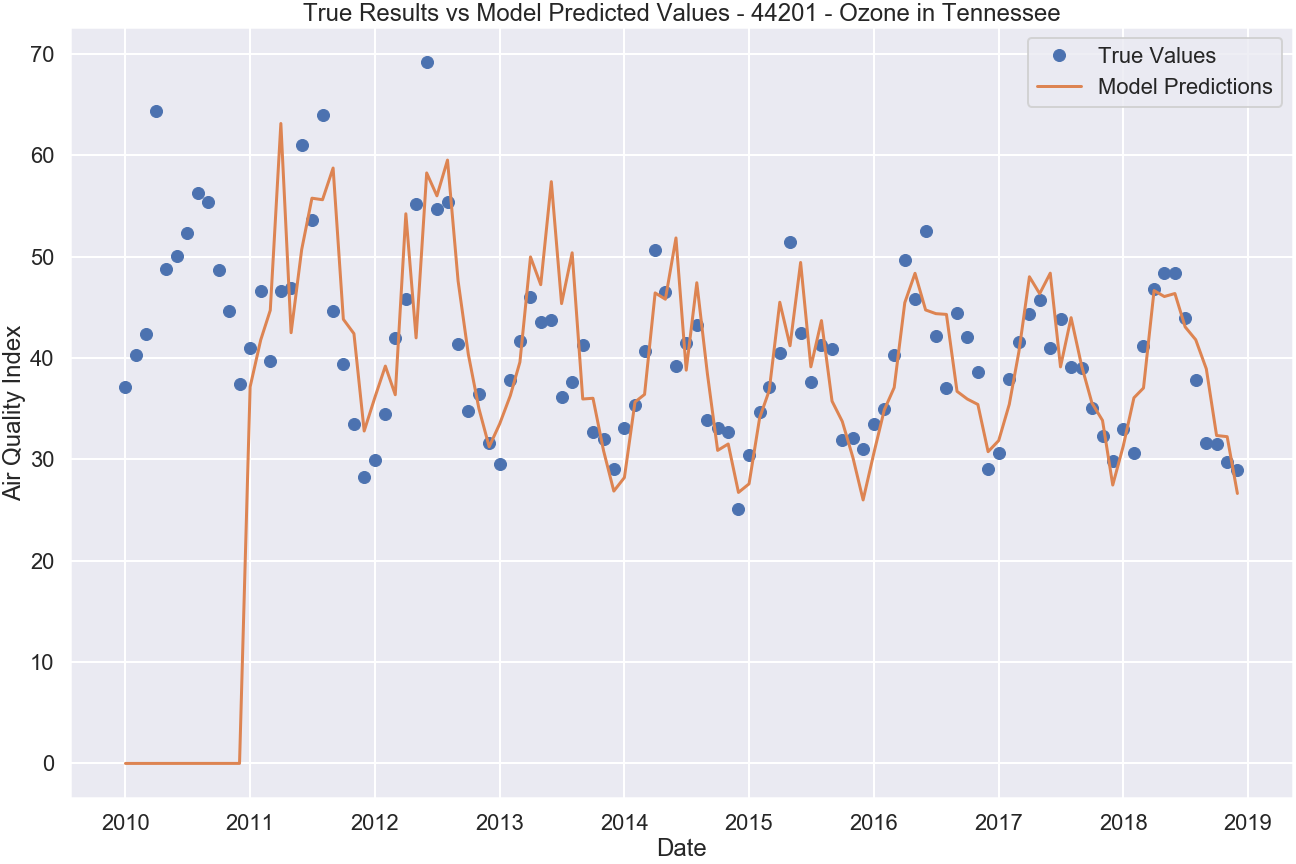 True Results vs Model Predicted Values - 44201 - Ozone in Tennessee
True Values
Model Predictions
Air Quality Index
70
60
50
40
30
20
10
0
2010 2011 2012 2013 2014 2015 2016 2017 2018 2019
Date